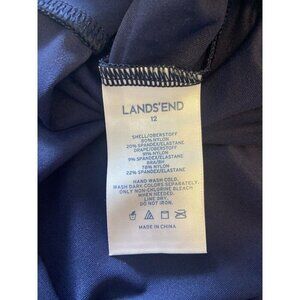 LANDS'END
12
SHELL/OBERSTOFF
80% NYLON
20% SPANDEX/ELASTANE
DRAPE/OBERSTOFF
91% NYLON
9% SPANDEX/ELASTANE
BRA/BH
78% NYLON
22% SPANDEX/ELASTANE
HAND WASH COLD.
WASH DARK COLORS SEPARATELY.
ONLY NON-CHLORINE BLEACH
WHEN NEEDED.
LINE DRY.
DO NOT IRON.
MADE IN CHINA